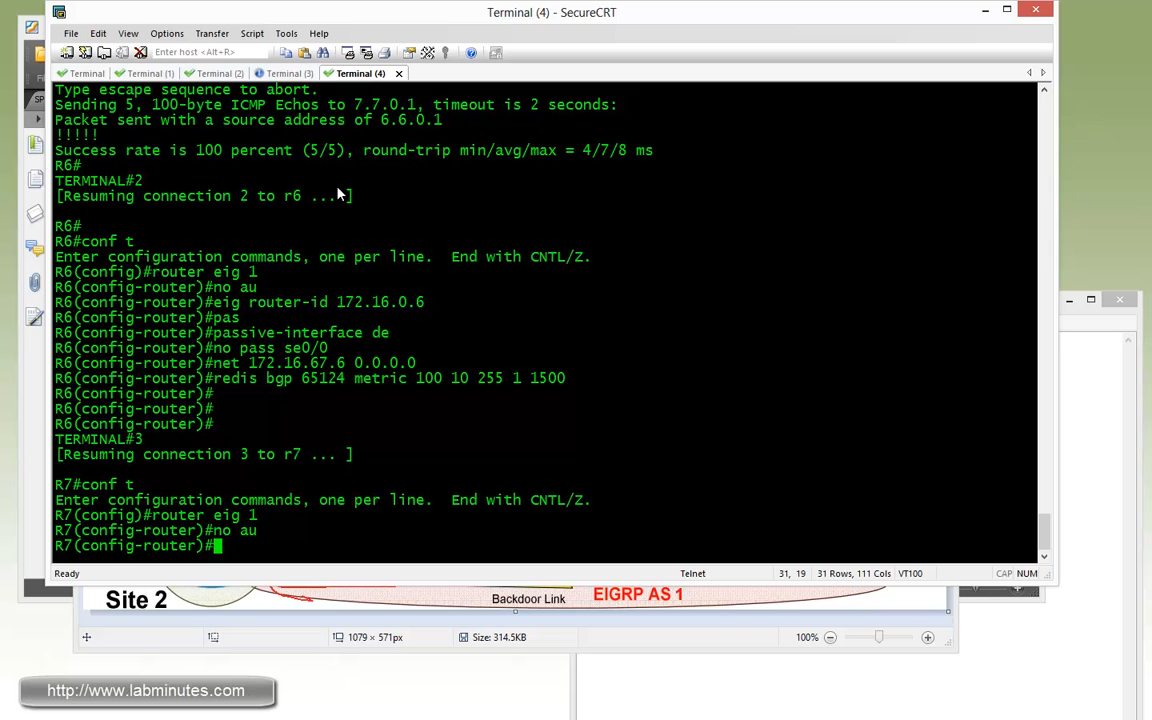 Terminal (4) - SecureCRT
File Edit View Options Transfer Script Tools Help
Enter host <Alt+R>
Terminal Terminal (1) Terminal (2) Terminal (3) Terminal (4)
Type escape sequence to abort.
Sending 5, 100-byte ICMP Echos to 7.7.0.1, timeout is 2 seconds:
Packet sent with a source address of 6.6.0.1
!!!!!
Success rate is 100 percent (5/5), round-trip min/avg/max = 4/7/8 ms
R6#
TERMINAL#2
[Resuming connection 2 to r6 ... ]
R6#
R6#conf t
Enter configuration commands, one per line.  End with CNTL/Z.
R6(config)#router eig 1
R6(config-router)#no au
R6(config-router)#eig router-id 172.16.0.6
R6(config-router)#pas
R6(config-router)#passive-interface de
R6(config-router)#no pass se0/0
R6(config-router)#net 172.16.67.6 0.0.0.0
R6(config-router)#redis bgp 65124 metric 100 10 255 1 1500
R6(config-router)#
R6(config-router)#
R6(config-router)#
TERMINAL#3
[Resuming connection 3 to r7 ... ]
R7#conf t
Enter configuration commands, one per line.  End with CNTL/Z.
R7(config)#router eig 1
R7(config-router)#no au
R7(config-router)#
Ready Telnet 31, 19 31 Rows, 111 Cols VT100 CAP NUM
Site 2 Backdoor Link EIGRP AS 1
1079 × 571px Size: 314.5KB 100%
http://www.labminutes.com